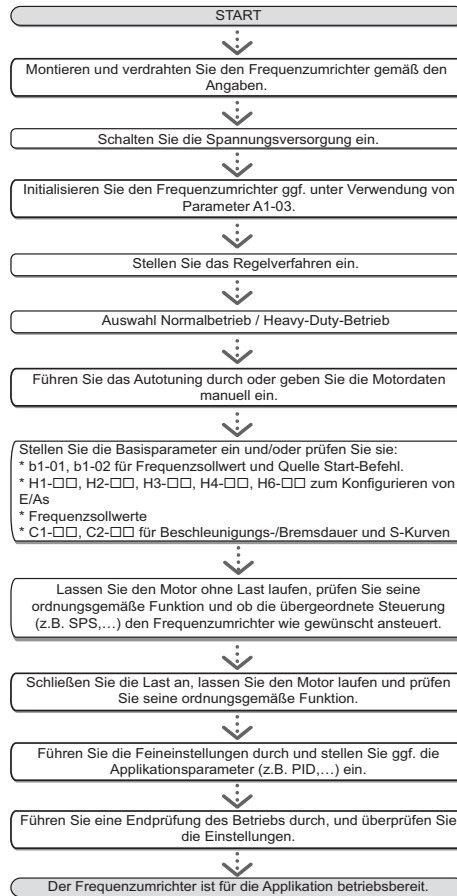 START
Montieren und verdrahten Sie den Frequenzumrichter gemäß den
Angaben.
Schalten Sie die Spannungsversorgung ein.
Initialisieren Sie den Frequenzumrichter ggf. unter Verwendung von
Parameter A1-03.
Stellen Sie das Regelverfahren ein.
Auswahl Normalbetrieb / Heavy-Duty-Betrieb
Führen Sie das Autotuning durch oder geben Sie die Motordaten
manuell ein.
Stellen Sie die Basisparameter ein und/oder prüfen Sie sie:
* b1-01, b1-02 für Frequenzsollwert und Quelle Start-Befehl.
* H1-□□, H2-□□, H3-□□, H4-□□, H6-□□ zum Konfigurieren von
E/As
* Frequenzsollwerte
* C1-□□, C2-□□ für Beschleunigungs-/Bremsdauer und S-Kurven
Lassen Sie den Motor ohne Last laufen, prüfen Sie seine
ordnungsgemäße Funktion und ob die übergeordnete Steuerung
(z.B. SPS,…) den Frequenzumrichter wie gewünscht ansteuert.
Schließen Sie die Last an, lassen Sie den Motor laufen und prüfen
Sie seine ordnungsgemäße Funktion.
Führen Sie die Feineinstellungen durch und stellen Sie ggf. die
Applikationsparameter (z.B. PID,…) ein.
Führen Sie eine Endprüfung des Betriebs durch, und überprüfen Sie
die Einstellungen.
Der Frequenzumrichter ist für die Applikation betriebsbereit.